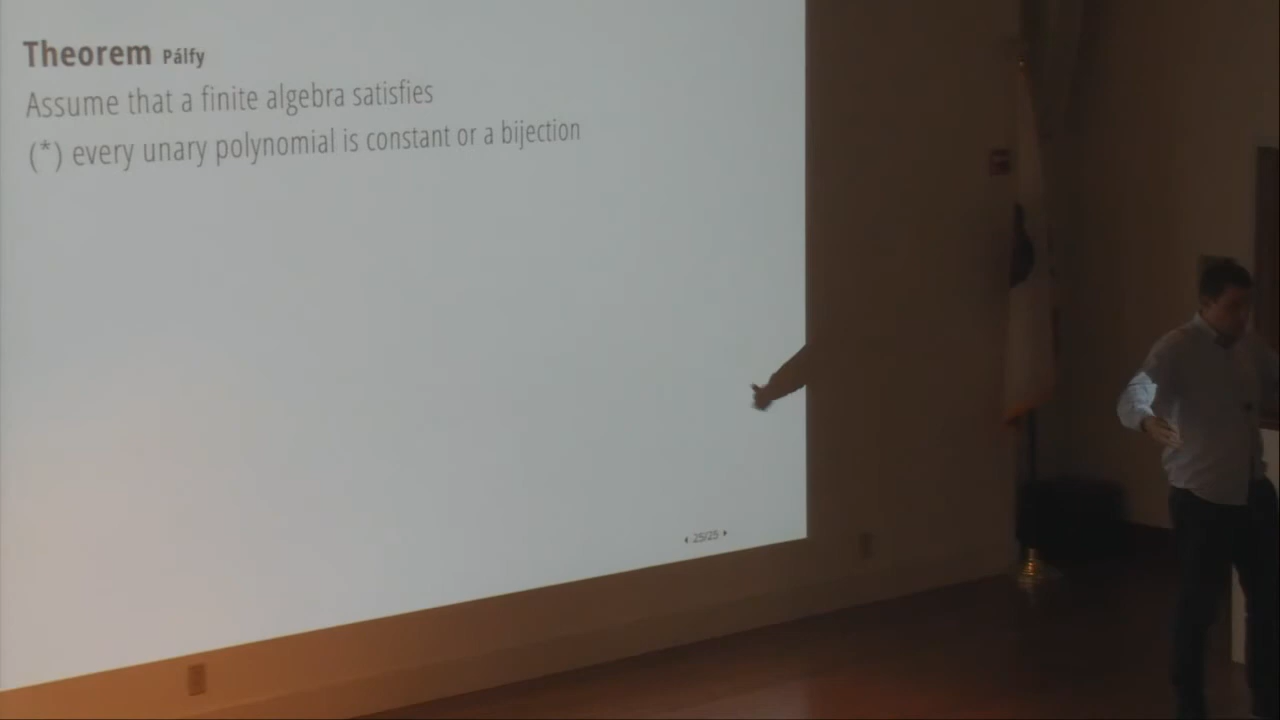 Theorem Pálfy
Assume that a finite algebra satisfies
(*) every unary polynomial is constant or a bijection
25/25